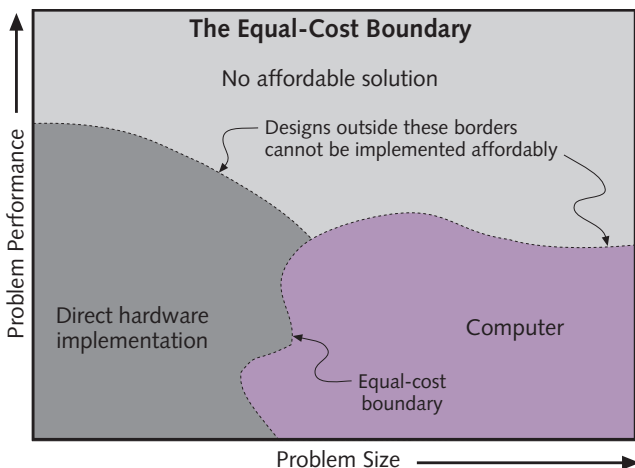 The Equal-Cost Boundary
No affordable solution
Designs outside these borders
cannot be implemented affordably
Problem Performance
Direct hardware
implementation
Computer
Equal-cost
boundary
Problem Size